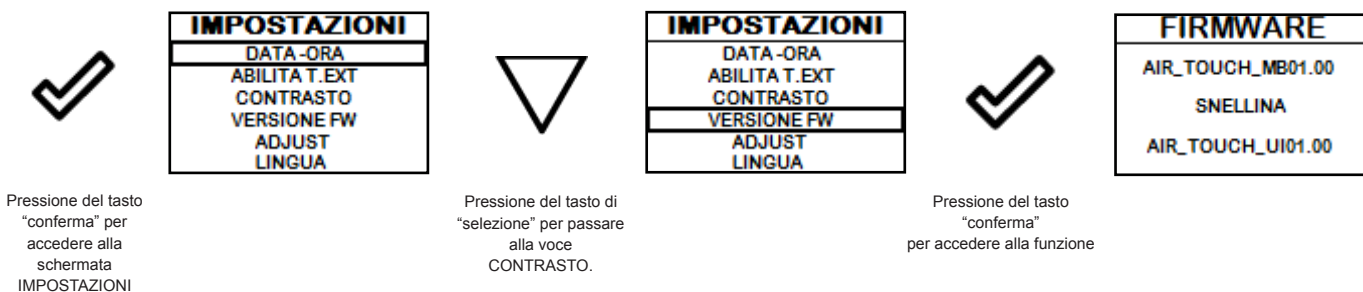 IMPOSTAZIONI
DATA-ORA
ABILITA T.EXT
CONTRASTO
VERSIONE FW
ADJUST
LINGUA
IMPOSTAZIONI
DATA-ORA
ABILITA T.EXT
CONTRASTO
VERSIONE FW
ADJUST
LINGUA
FIRMWARE
AIR_TOUCH_MB01.00
SNELLINA
AIR_TOUCH_UI01.00
Pressione del tasto
“conferma” per
accedere alla
schermata
IMPOSTAZIONI
Pressione del tasto di
“selezione” per passare
alla voce
CONTRASTO.
Pressione del tasto
“conferma”
per accedere alla funzione